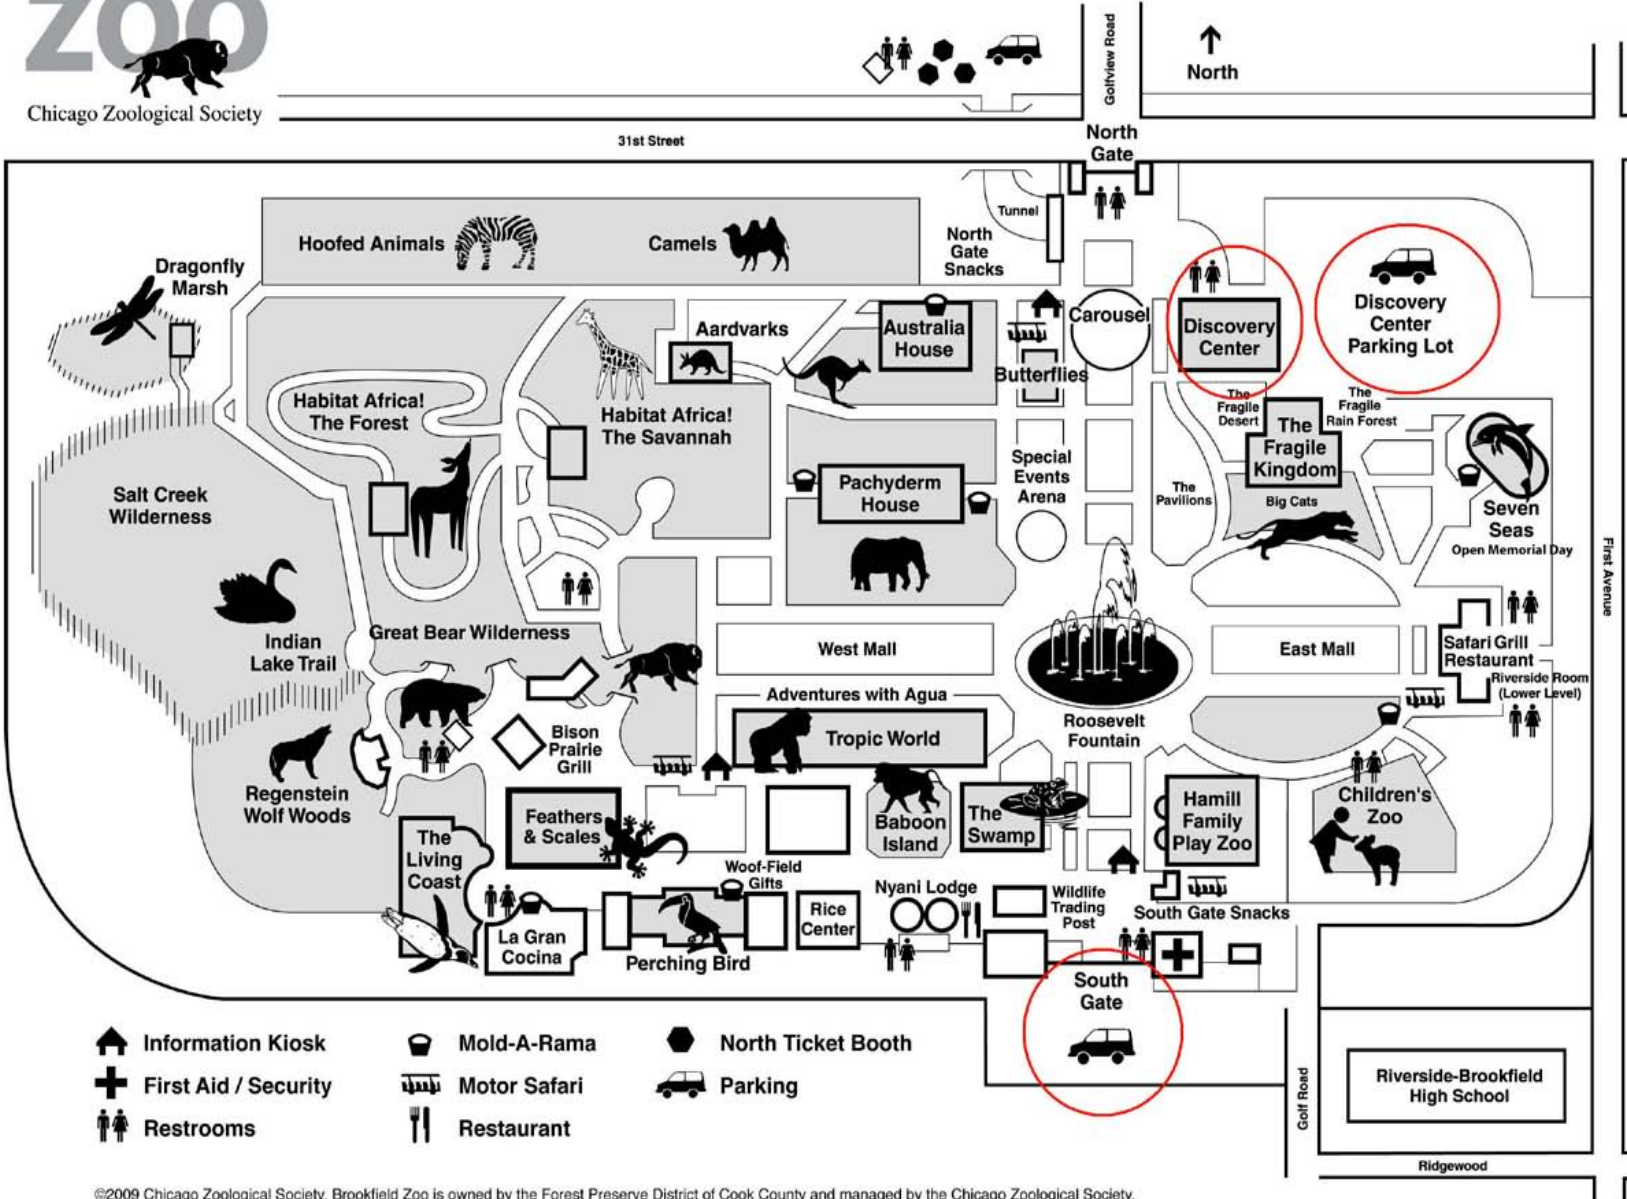 ZOO
Chicago Zoological Society
North
Golfview Road
31st Street
North
Gate
Tunnel
North
Gate
Snacks
Hoofed Animals
Camels
Dragonfly
Marsh
Aardvarks
Australia
House
Carousel
Discovery
Center
Discovery
Center
Parking Lot
Butterflies
Habitat Africa!
The Forest
Habitat Africa!
The Savannah
The
Fragile
Desert
The
Fragile
Rain Forest
The
Fragile
Kingdom
Big Cats
Special
Events
Arena
Pachyderm
House
The
Pavilions
Seven
Seas
Open Memorial Day
First Avenue
Salt Creek
Wilderness
Indian
Lake Trail
Great Bear Wilderness
West Mall
East Mall
Safari Grill
Restaurant
Riverside Room
(Lower Level)
Adventures with Agua
Tropic World
Roosevelt
Fountain
Bison
Prairie
Grill
Regenstein
Wolf Woods
Feathers
& Scales
Baboon
Island
The
Swamp
Hamill
Family
Play Zoo
Children's
Zoo
The
Living
Coast
Woof-Field
Gifts
Rice
Center
Nyani Lodge
Wildlife
Trading
Post
South Gate Snacks
La Gran
Cocina
Perching Bird
South
Gate
Information Kiosk
First Aid / Security
Restrooms
Mold-A-Rama
Motor Safari
Restaurant
North Ticket Booth
Parking
Golf Road
Riverside-Brookfield
High School
Ridgewood
©2009 Chicago Zoological Society. Brookfield Zoo is owned by the Forest Preserve District of Cook County and managed by the Chicago Zoological Society.